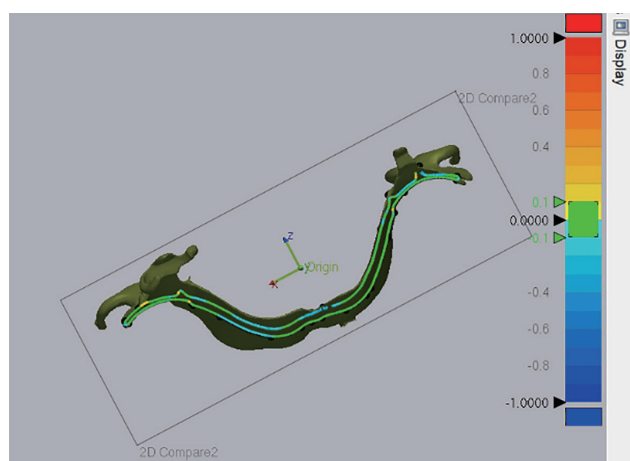 Display
1.0000
0.8
2D Compare2
0.6
0.4
0.1
0.0000
0.1
-0.4
-0.6
-0.8
-1.0000
Z
X
Y
Origin
2D Compare2